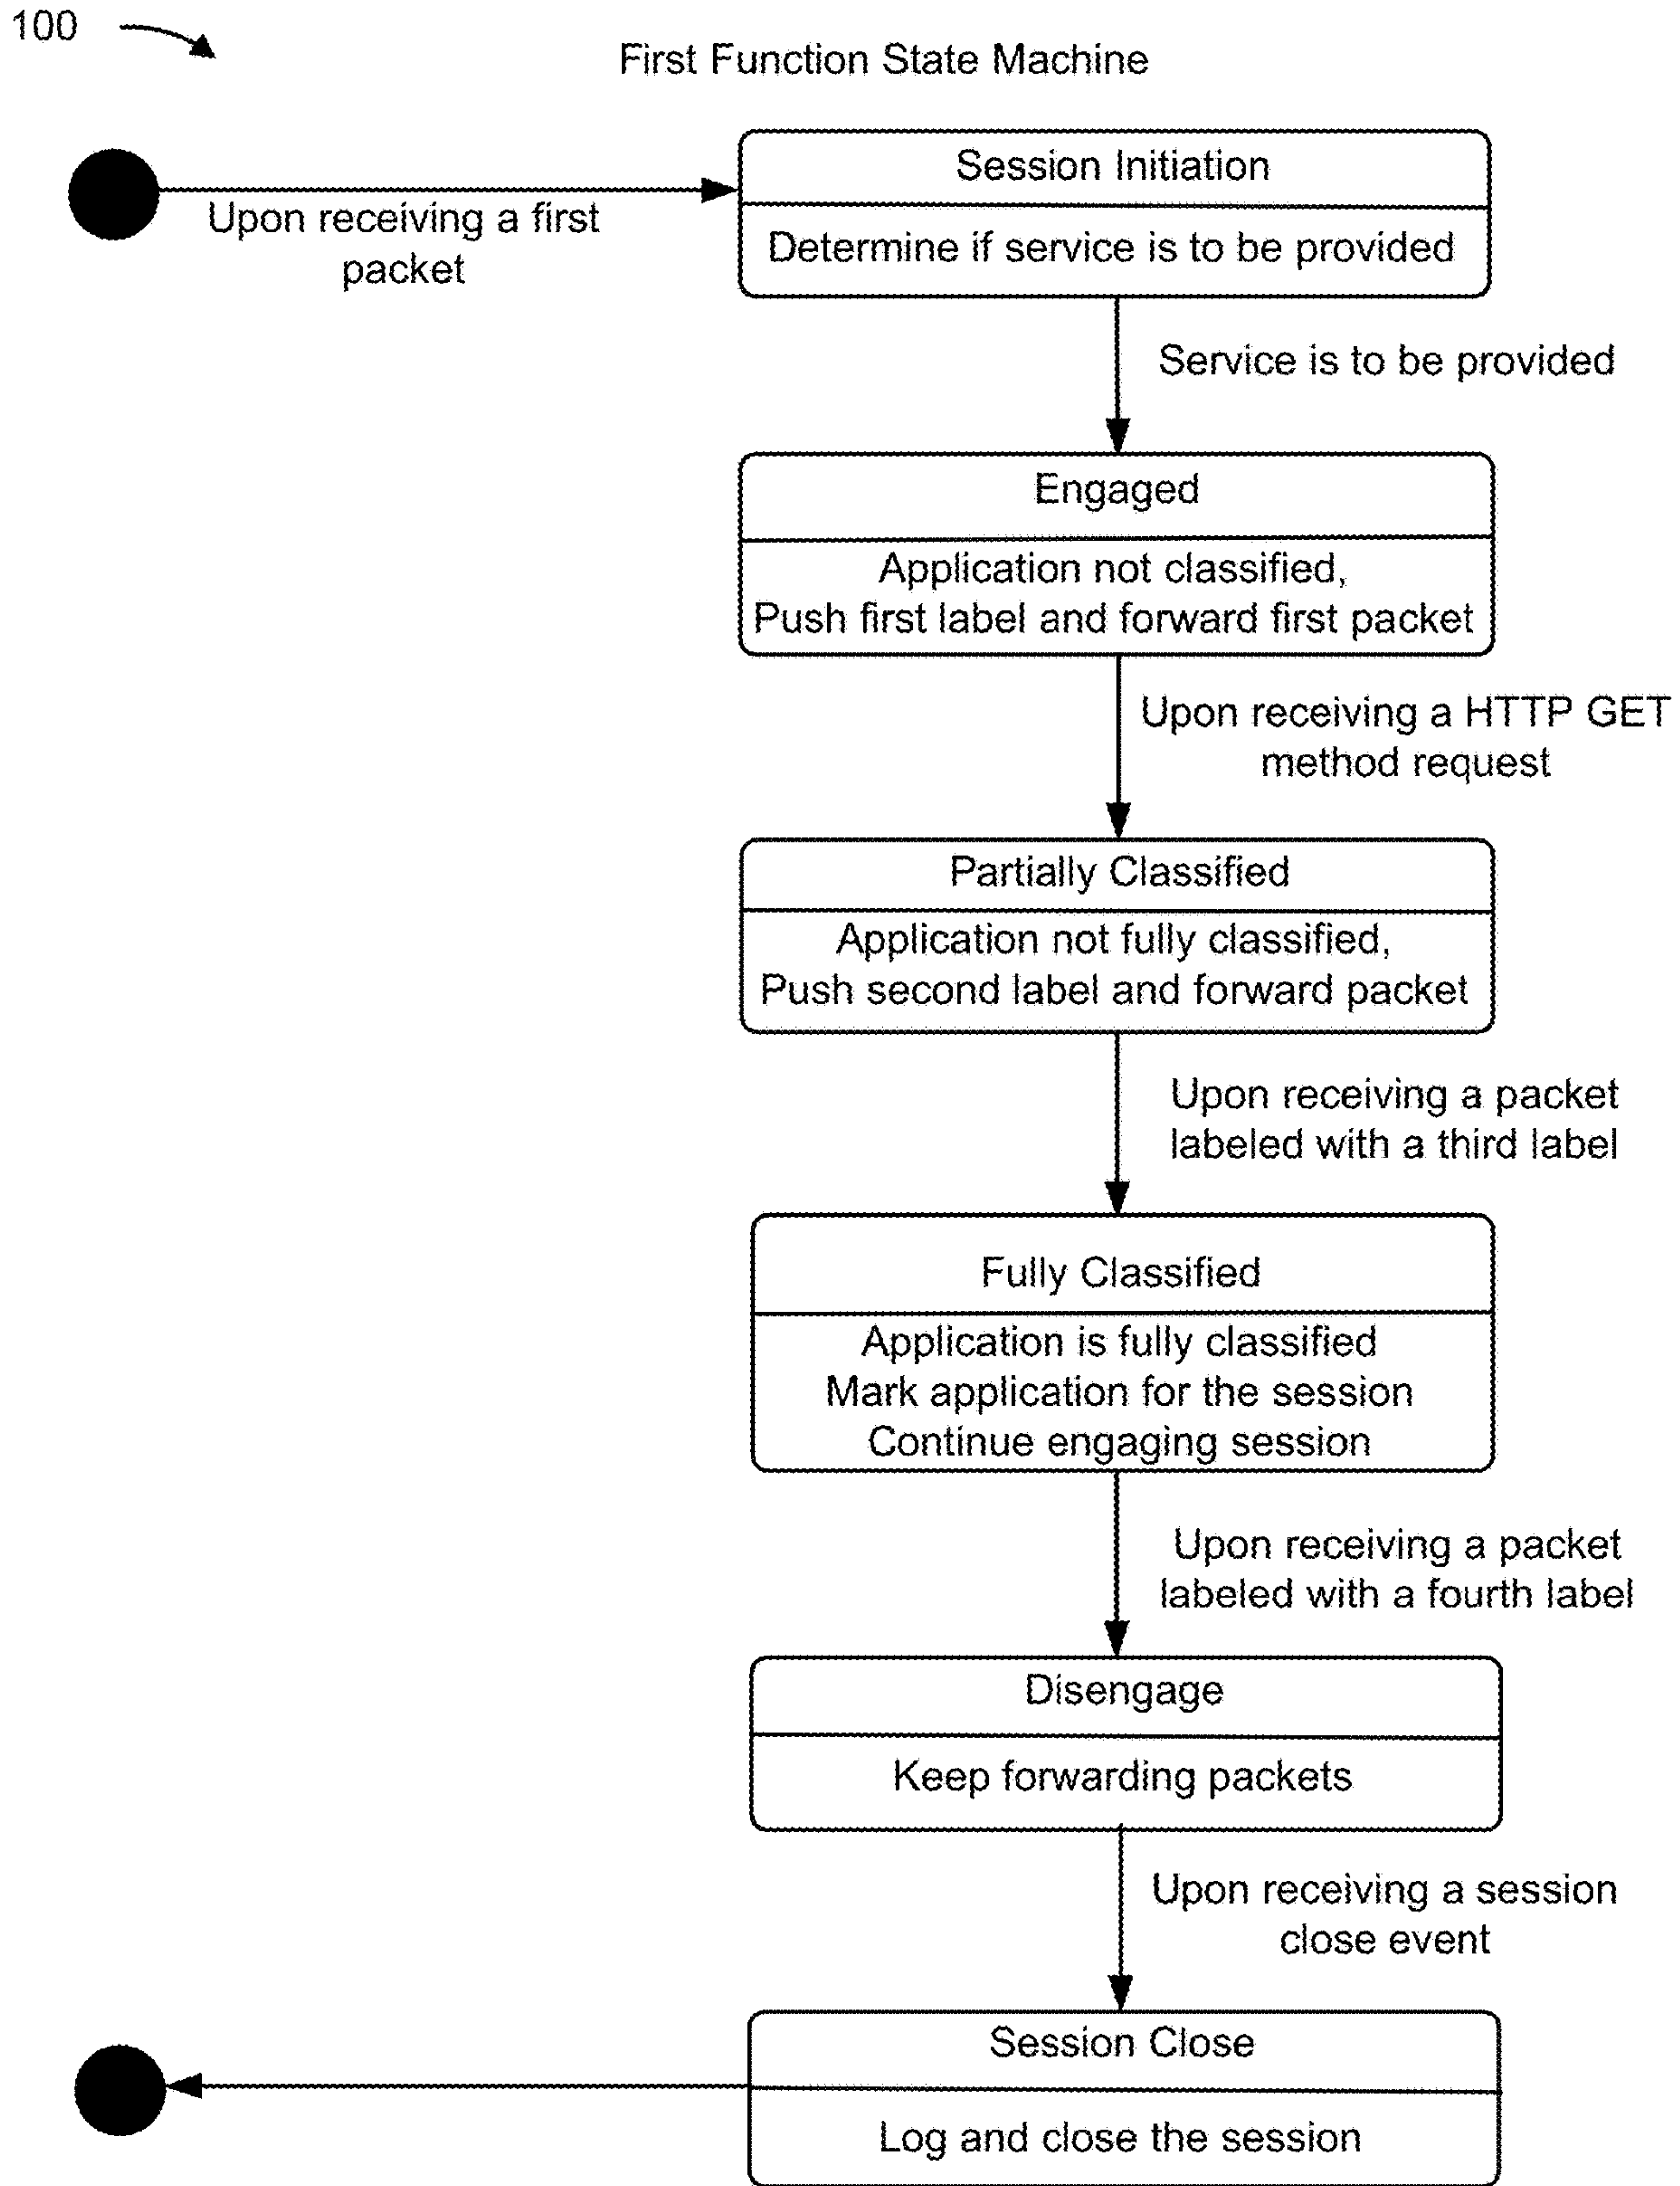 100
First Function State Machine
Session Initiation
Upon receiving a first
packet
Determine if service is to be provided
Service is to be provided
Engaged
Application not classified,
Push first label and forward first packet
Upon receiving a HTTP GET
method request
Partially Classified
Application not fully classified,
Push second label and forward packet
Upon receiving a packet
labeled with a third label
Fully Classified
Application is fully classified
Mark application for the session
Continue engaging session
Upon receiving a packet
labeled with a fourth label
Disengage
Keep forwarding packets
Upon receiving a session
close event
Session Close
Log and close the session